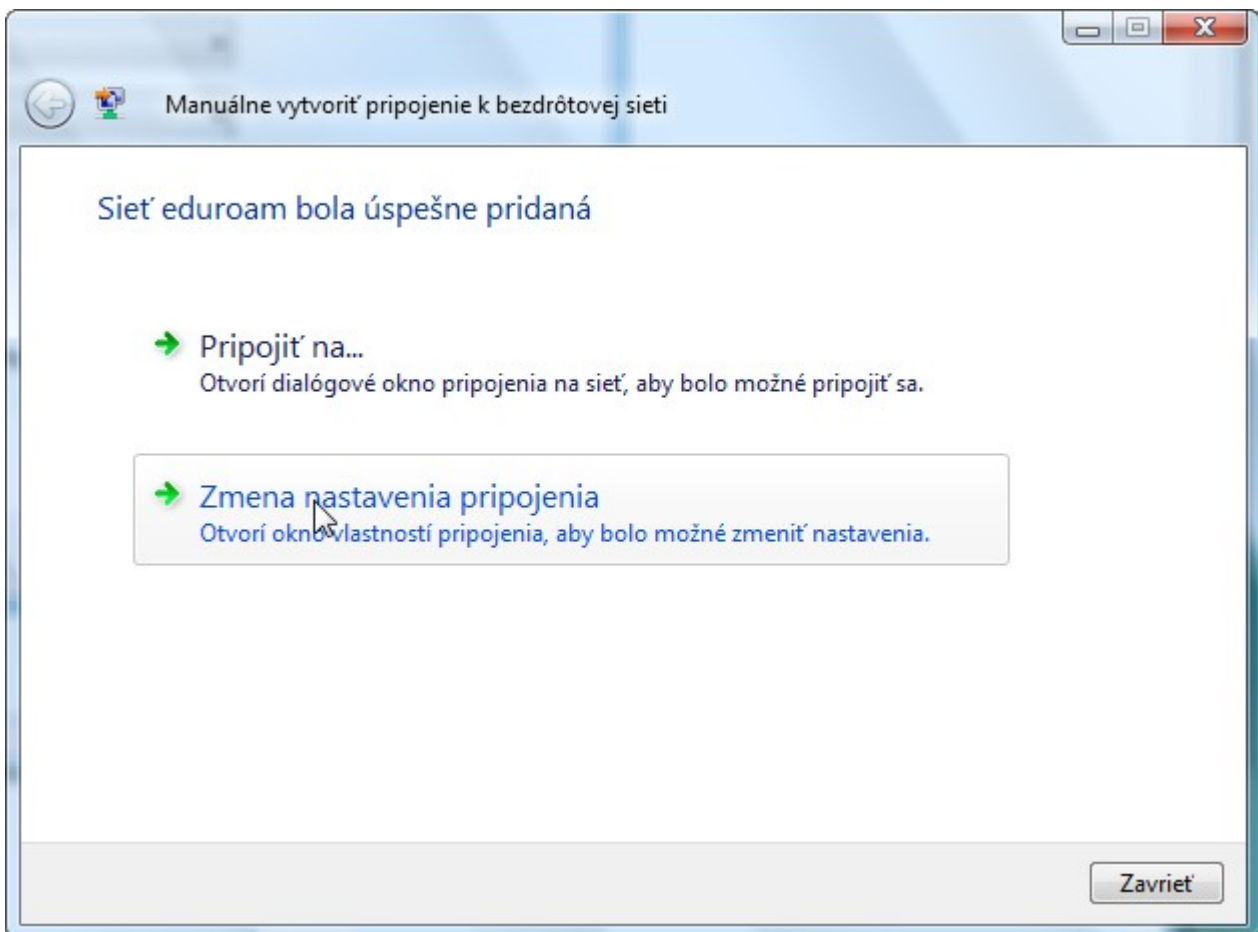 Manuálne vytvoriť pripojenie k bezdrôtovej sieti
Sieť eduroam bola úspešne pridaná
Pripojiť na...
Otvorí dialógové okno pripojenia na sieť, aby bolo možné pripojiť sa.
Zmena nastavenia pripojenia
Otvorí okno vlastností pripojenia, aby bolo možné zmeniť nastavenia.
Zavrieť